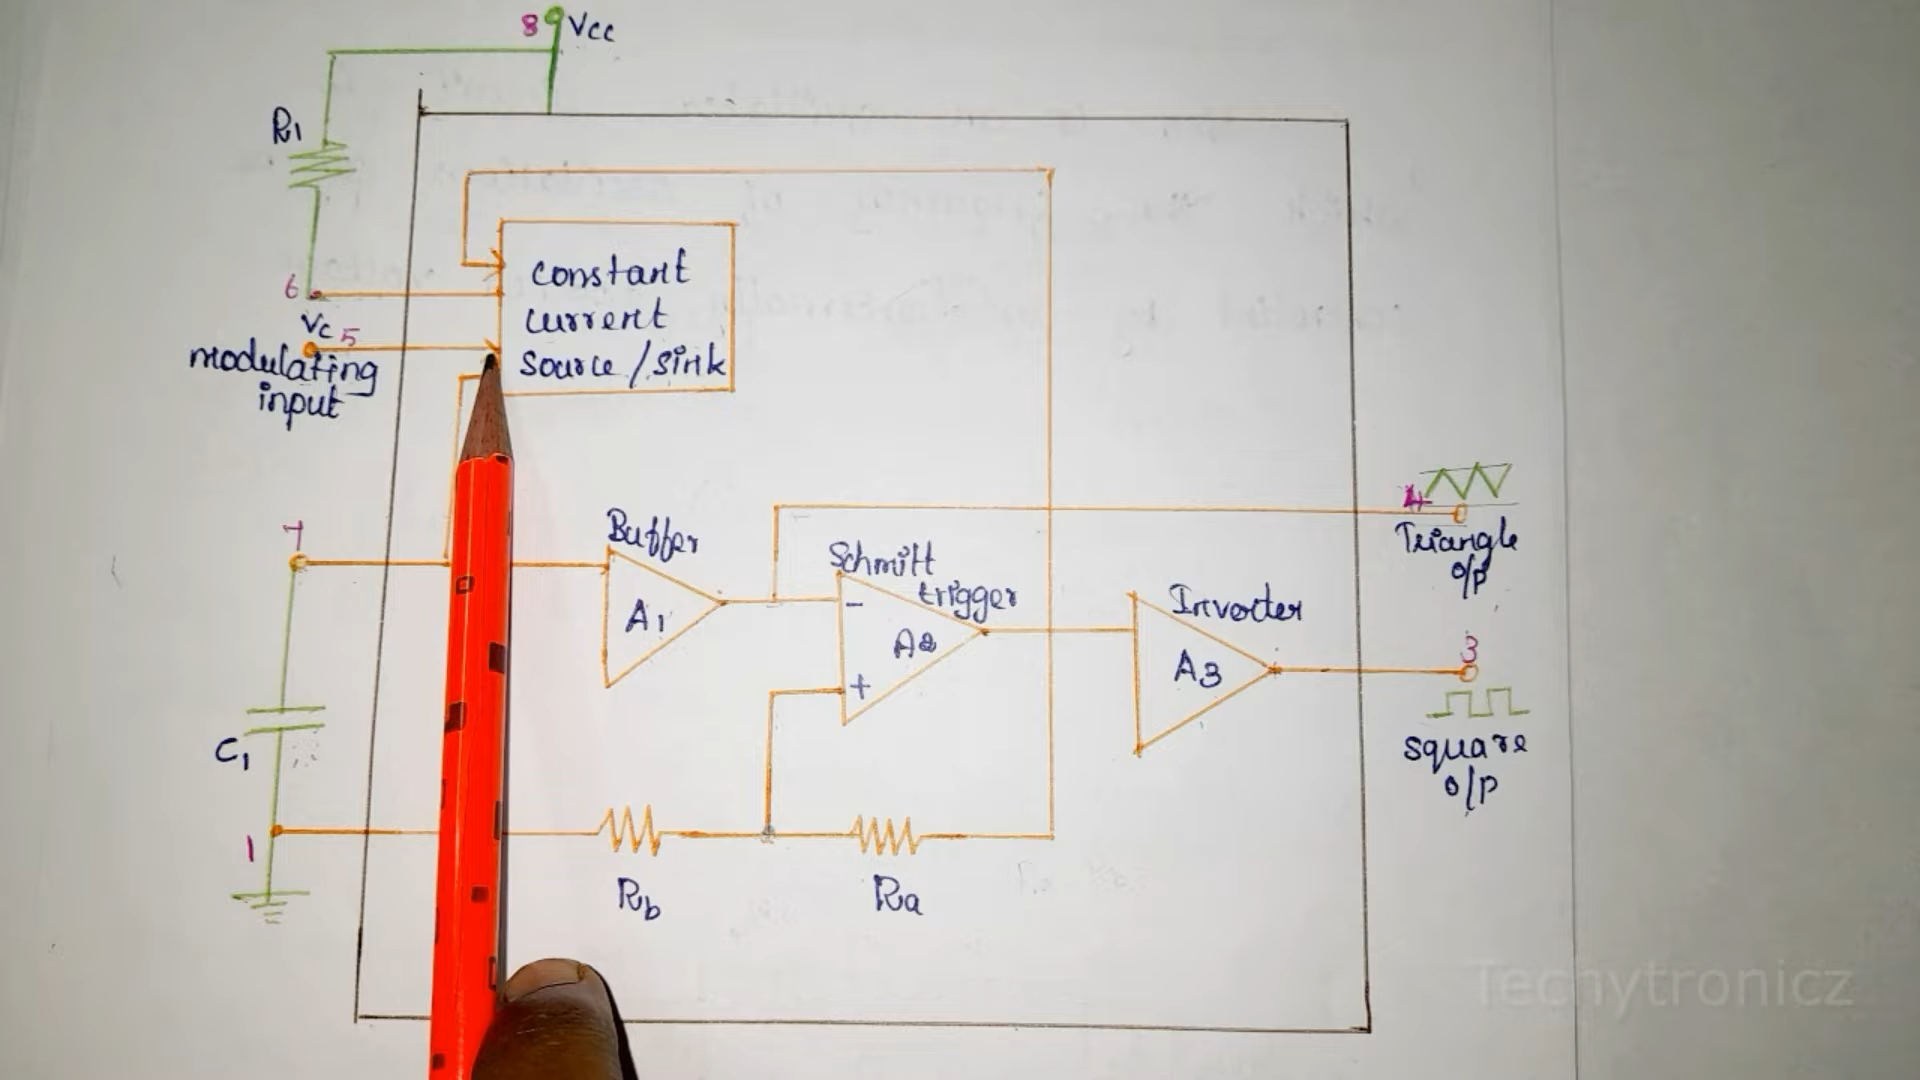 8 Vcc
R1
6
Vc 5
modulating
input
constant
current
source / sink
7
C1
1
Buffer
A1
Schmitt
trigger
-
A2
+
Inverter
A3
Rb
Ra
4
Triangle
o/p
3
square
o/p
Techytronicz